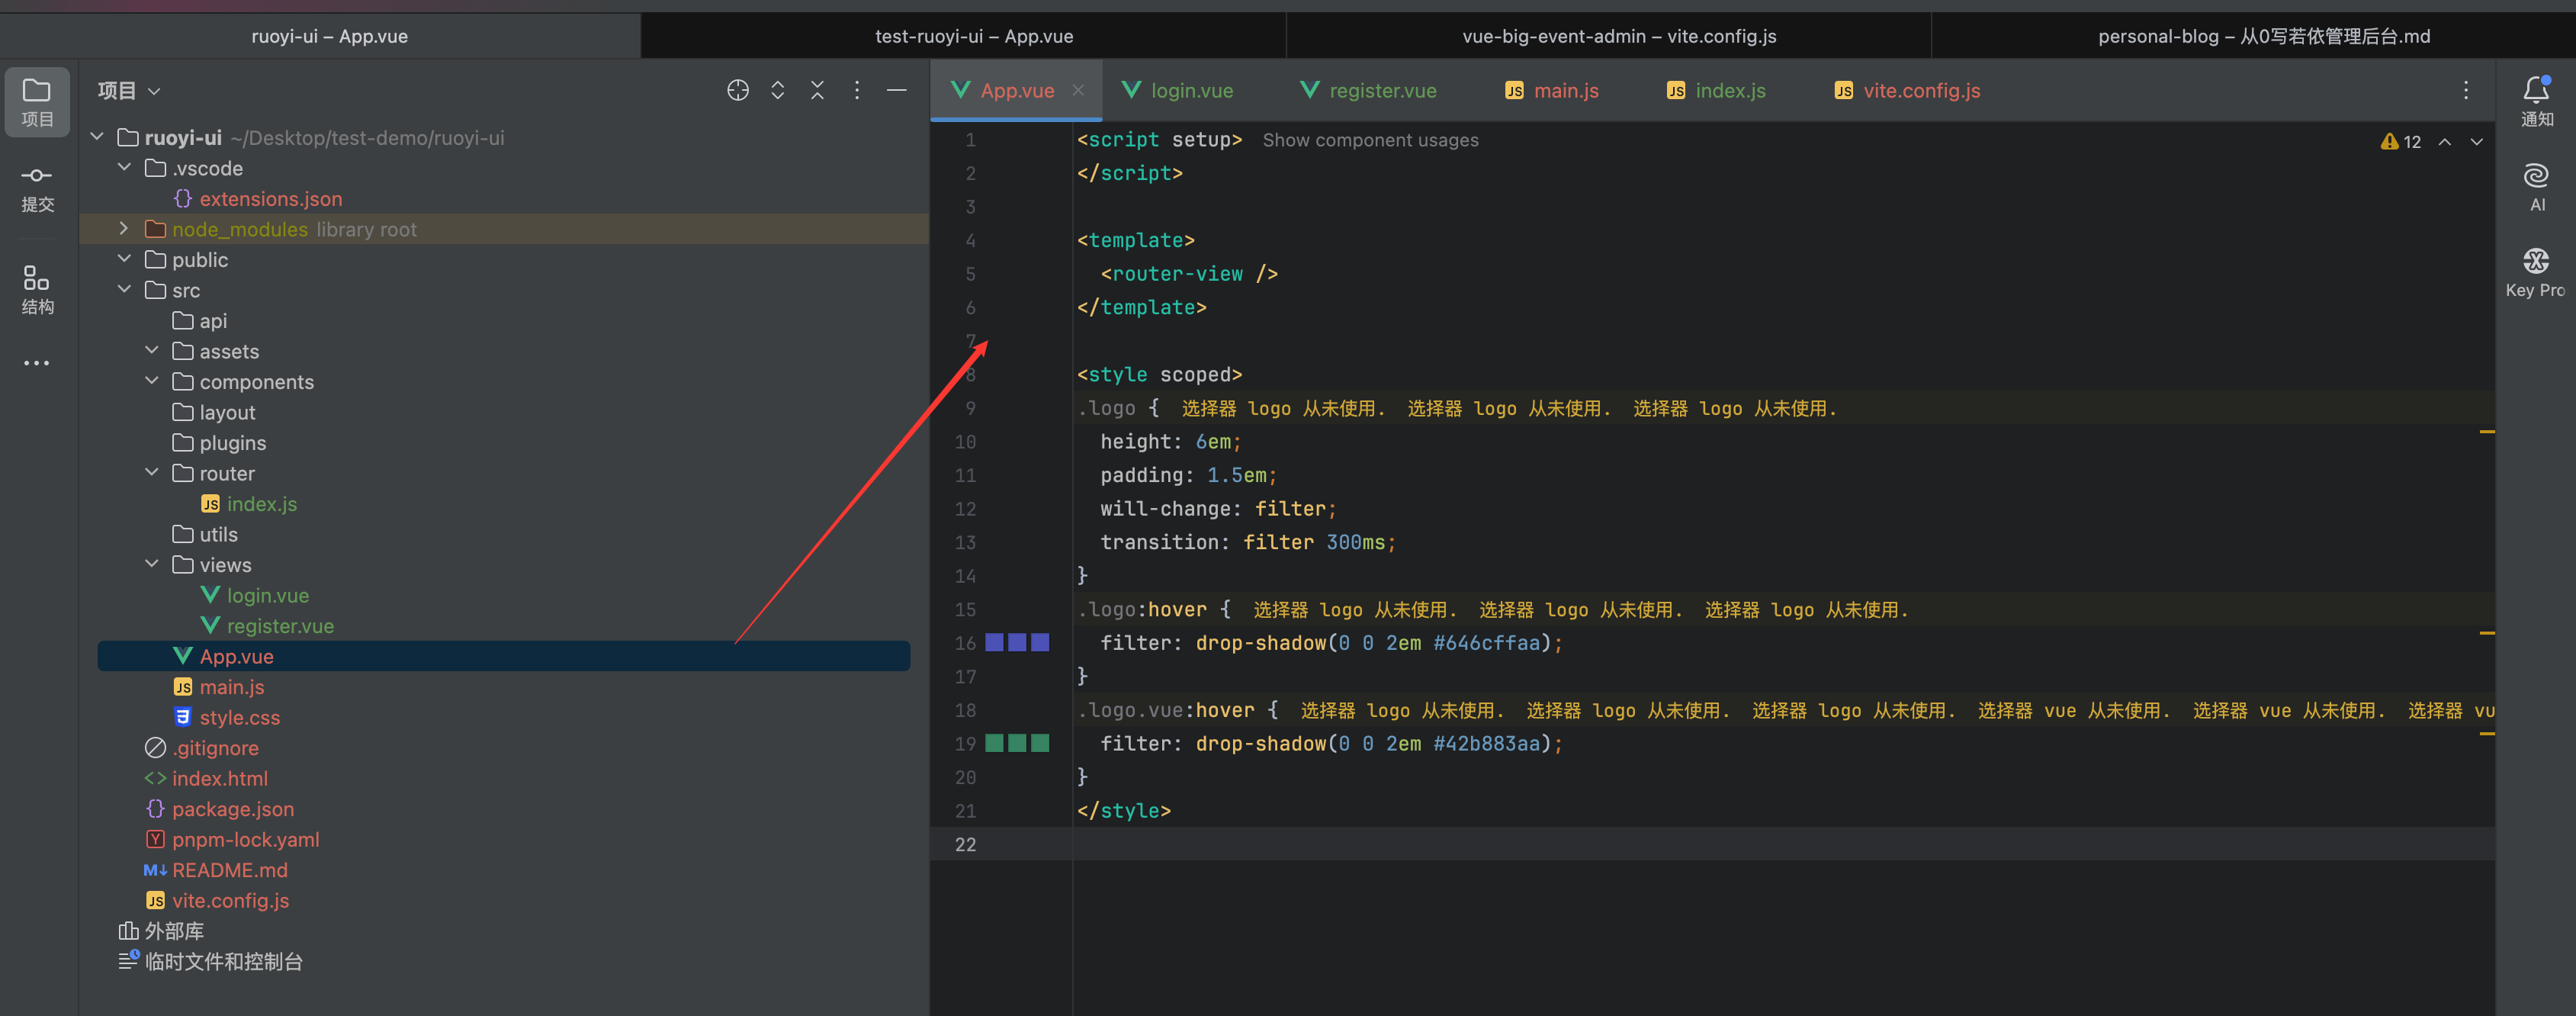 ruoyi-ui – App.vue
test-ruoyi-ui – App.vue
vue-big-event-admin – vite.config.js
personal-blog – 从0写若依管理后台.md
项目
提交
结构
项目
ruoyi-ui ~/Desktop/test-demo/ruoyi-ui
.vscode
extensions.json
node_modules library root
public
src
api
assets
components
layout
plugins
router
index.js
utils
views
login.vue
register.vue
App.vue
main.js
style.css
.gitignore
index.html
package.json
pnpm-lock.yaml
README.md
vite.config.js
外部库
临时文件和控制台
App.vue
login.vue
register.vue
main.js
index.js
vite.config.js
1 <script setup> Show component usages
2 </script>
3
4 <template>
5 <router-view />
6 </template>
7
8 <style scoped>
9 .logo { 选择器 logo 从未使用. 选择器 logo 从未使用. 选择器 logo 从未使用.
10 height: 6em;
11 padding: 1.5em;
12 will-change: filter;
13 transition: filter 300ms;
14 }
15 .logo:hover { 选择器 logo 从未使用. 选择器 logo 从未使用. 选择器 logo 从未使用.
16 filter: drop-shadow(0 0 2em #646cffaa);
17 }
18 .logo.vue:hover { 选择器 logo 从未使用. 选择器 logo 从未使用. 选择器 logo 从未使用. 选择器 vue 从未使用. 选择器 vue 从未使用. 选择器 vu
19 filter: drop-shadow(0 0 2em #42b883aa);
20 }
21 </style>
22
12
通知
AI
Key Pro